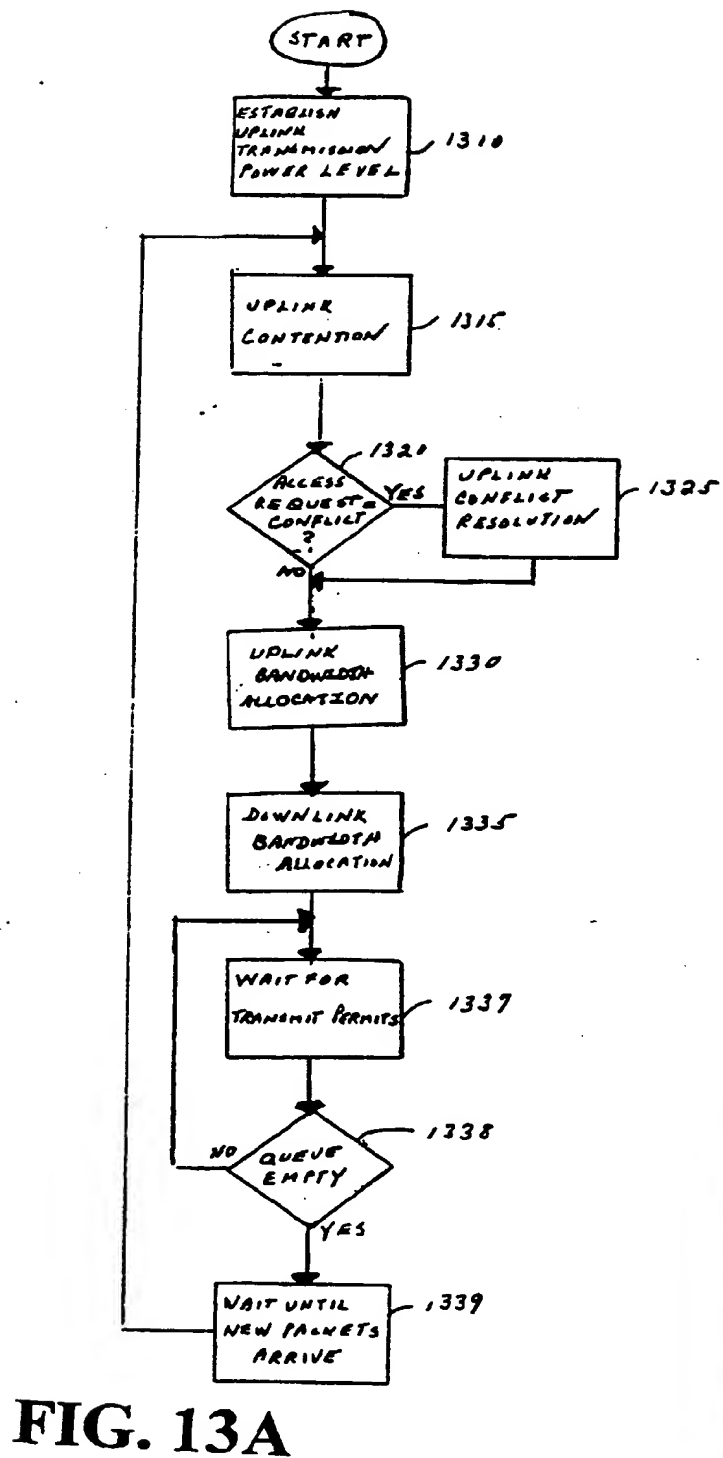 START
ESTABLISH
UPLINK
TRANSMISSION
POWER LEVEL
1310
UPLINK
CONTENTION
1315
1320
ACCESS
REQUEST
CONFLICT
?
YES
NO
UPLINK
CONFLICT
RESOLUTION
1325
UPLINK
BANDWIDTH
ALLOCATION
1330
DOWNLINK
BANDWIDTH
ALLOCATION
1335
WAIT FOR
TRANSMIT PERMITS
1337
1338
QUEUE
EMPTY
NO
YES
WAIT UNTIL
NEW PACKETS
ARRIVE
1339
FIG. 13A